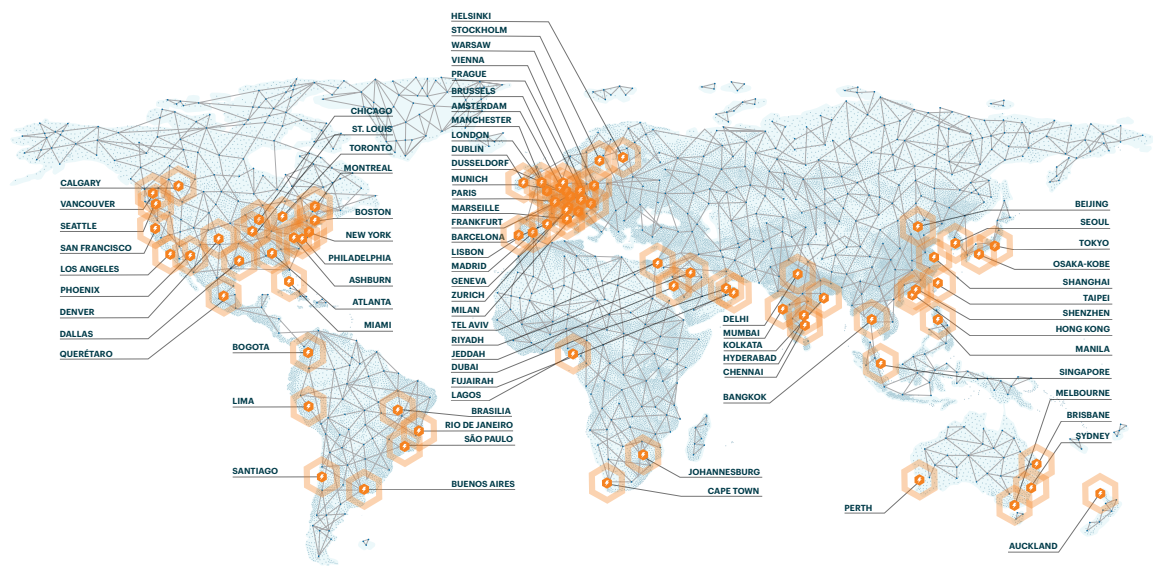 CALGARY
VANCOUVER
SEATTLE
SAN FRANCISCO
LOS ANGELES
PHOENIX
DENVER
DALLAS
QUERÉTARO
CHICAGO
ST. LOUIS
TORONTO
MONTREAL
BOSTON
NEW YORK
PHILADELPHIA
ASHBURN
ATLANTA
MIAMI
BOGOTA
LIMA
SANTIAGO
BRASILIA
RIO DE JANEIRO
SÃO PAULO
BUENOS AIRES
HELSINKI
STOCKHOLM
WARSAW
VIENNA
PRAGUE
BRUSSELS
AMSTERDAM
MANCHESTER
LONDON
DUBLIN
DUSSELDORF
MUNICH
PARIS
MARSEILLE
FRANKFURT
BARCELONA
LISBON
MADRID
GENEVA
ZURICH
MILAN
TEL AVIV
RIYADH
JEDDAH
DUBAI
FUJAIRAH
LAGOS
JOHANNESBURG
CAPE TOWN
DELHI
MUMBAI
KOLKATA
HYDERABAD
CHENNAI
BANGKOK
BEIJING
SEOUL
TOKYO
OSAKA-KOBE
SHANGHAI
TAIPEI
SHENZHEN
HONG KONG
MANILA
SINGAPORE
MELBOURNE
BRISBANE
SYDNEY
PERTH
AUCKLAND